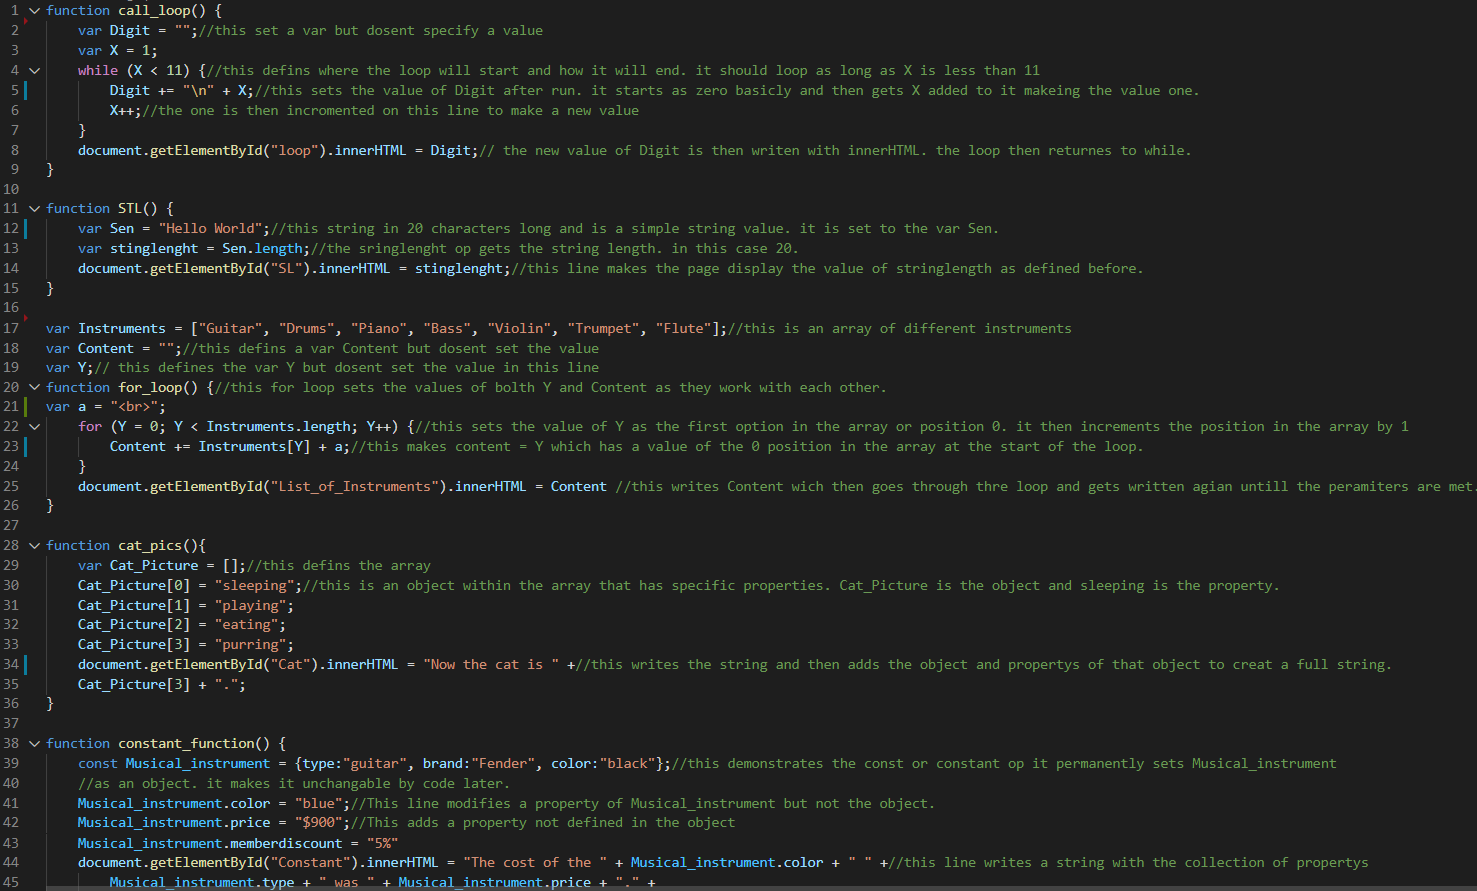 1 function call_loop() {
2 var Digit = "";//this set a var but dosent specify a value
3 var X = 1;
4 while (X < 11) {//this defins where the loop will start and how it will end. it should loop as long as X is less than 11
5 Digit += "\n" + X;//this sets the value of Digit after run. it starts as zero basicly and then gets X added to it makeing the value one.
6 X++;//the one is then incromented on this line to make a new value
7 }
8 document.getElementById("loop").innerHTML = Digit;// the new value of Digit is then writen with innerHTML. the loop then returnes to while.
9 }
10
11 function STL() {
12 var Sen = "Hello World";//this string in 20 characters long and is a simple string value. it is set to the var Sen.
13 var stinglenght = Sen.length;//the sringlenght op gets the string length. in this case 20.
14 document.getElementById("SL").innerHTML = stinglenght;//this line makes the page display the value of stringlength as defined before.
15 }
16
17 var Instruments = ["Guitar", "Drums", "Piano", "Bass", "Violin", "Trumpet", "Flute"];//this is an array of different instruments
18 var Content = "";//this defins a var Content but dosent set the value
19 var Y;// this defines the var Y but dosent set the value in this line
20 function for_loop() {//this for loop sets the values of bolth Y and Content as they work with each other.
21 var a = "<br>";
22 for (Y = 0; Y < Instruments.length; Y++) {//this sets the value of Y as the first option in the array or position 0. it then increments the position in the array by 1
23 Content += Instruments[Y] + a;//this makes content = Y which has a value of the 0 position in the array at the start of the loop.
24 }
25 document.getElementById("List_of_Instruments").innerHTML = Content //this writes Content wich then goes through thre loop and gets written agian untill the peramiters are met.
26 }
27
28 function cat_pics(){
29 var Cat_Picture = [];//this defins the array
30 Cat_Picture[0] = "sleeping";//this is an object within the array that has specific properties. Cat_Picture is the object and sleeping is the property.
31 Cat_Picture[1] = "playing";
32 Cat_Picture[2] = "eating";
33 Cat_Picture[3] = "purring";
34 document.getElementById("Cat").innerHTML = "Now the cat is " +//this writes the string and then adds the object and propertys of that object to creat a full string.
35 Cat_Picture[3] + ".";
36 }
37
38 function constant_function() {
39 const Musical_instrument = {type:"guitar", brand:"Fender", color:"black"};//this demonstrates the const or constant op it permanently sets Musical_instrument
40 //as an object. it makes it unchangable by code later.
41 Musical_instrument.color = "blue";//This line modifies a property of Musical_instrument but not the object.
42 Musical_instrument.price = "$900";//This adds a property not defined in the object
43 Musical_instrument.memberdiscount = "5%"
44 document.getElementById("Constant").innerHTML = "The cost of the " + Musical_instrument.color + " " +//this line writes a string with the collection of propertys
45 Musical_instrument.type + " was " + Musical_instrument.price + "." +